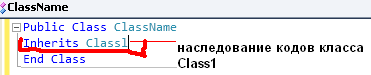 ClassName
Public Class ClassName
Inherits Class1
End Class
наследование кодов класса
Class1